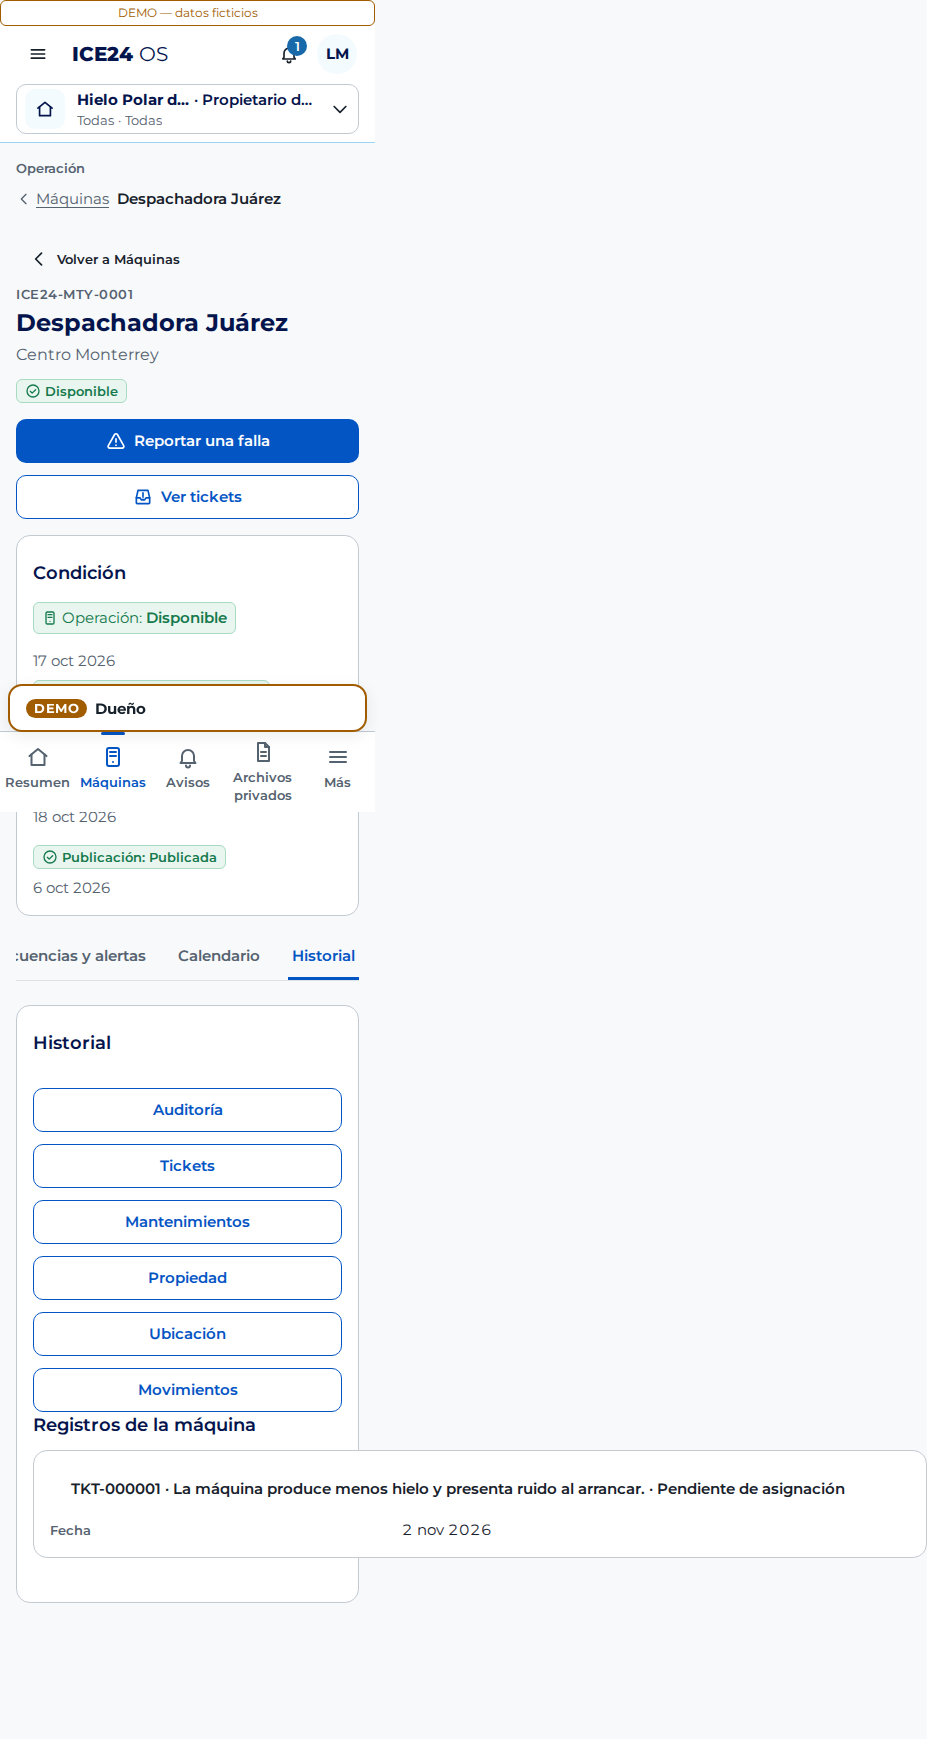 DEMO — datos ficticios
ICE24 OS
1
LM
Hielo Polar d... · Propietario d...
Todas · Todas
Operación
Máquinas Despachadora Juárez
Volver a Máquinas
ICE24-MTY-0001
Despachadora Juárez
Centro Monterrey
Disponible
Reportar una falla
Ver tickets
Condición
Operación: Disponible
17 oct 2026
DEMO Dueño
Resumen
Máquinas
Avisos
Archivos privados
Más
18 oct 2026
Publicación: Publicada
6 oct 2026
cuencias y alertas Calendario Historial
Historial
Auditoría
Tickets
Mantenimientos
Propiedad
Ubicación
Movimientos
Registros de la máquina
TKT-000001 · La máquina produce menos hielo y presenta ruido al arrancar. · Pendiente de asignación
Fecha 2 nov 2026